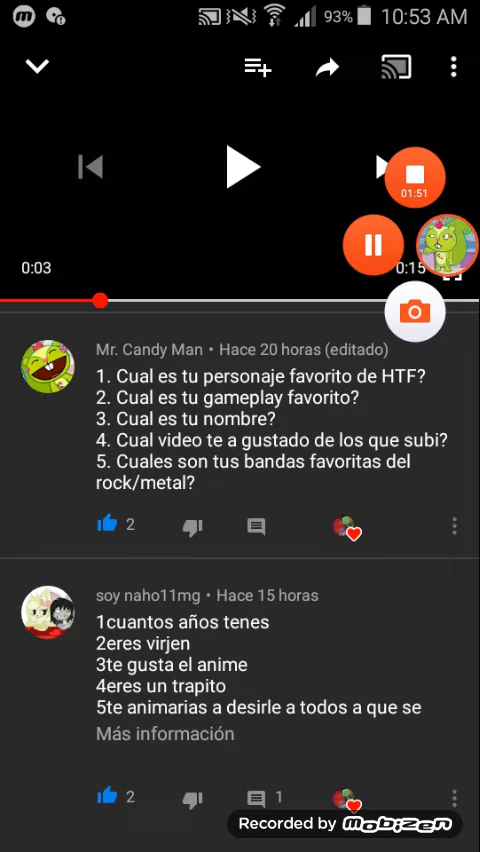 93% 10:53 AM
01:51
0:03 0:15
Mr. Candy Man • Hace 20 horas (editado)
1. Cual es tu personaje favorito de HTF?
2. Cual es tu gameplay favorito?
3. Cual es tu nombre?
4. Cual video te a gustado de los que subi?
5. Cuales son tus bandas favoritas del
rock/metal?
2
soy naho11mg • Hace 15 horas
1cuantos años tenes
2eres virjen
3te gusta el anime
4eres un trapito
5te animarias a desirle a todos a que se
Más información
2 1
Recorded by mobizen